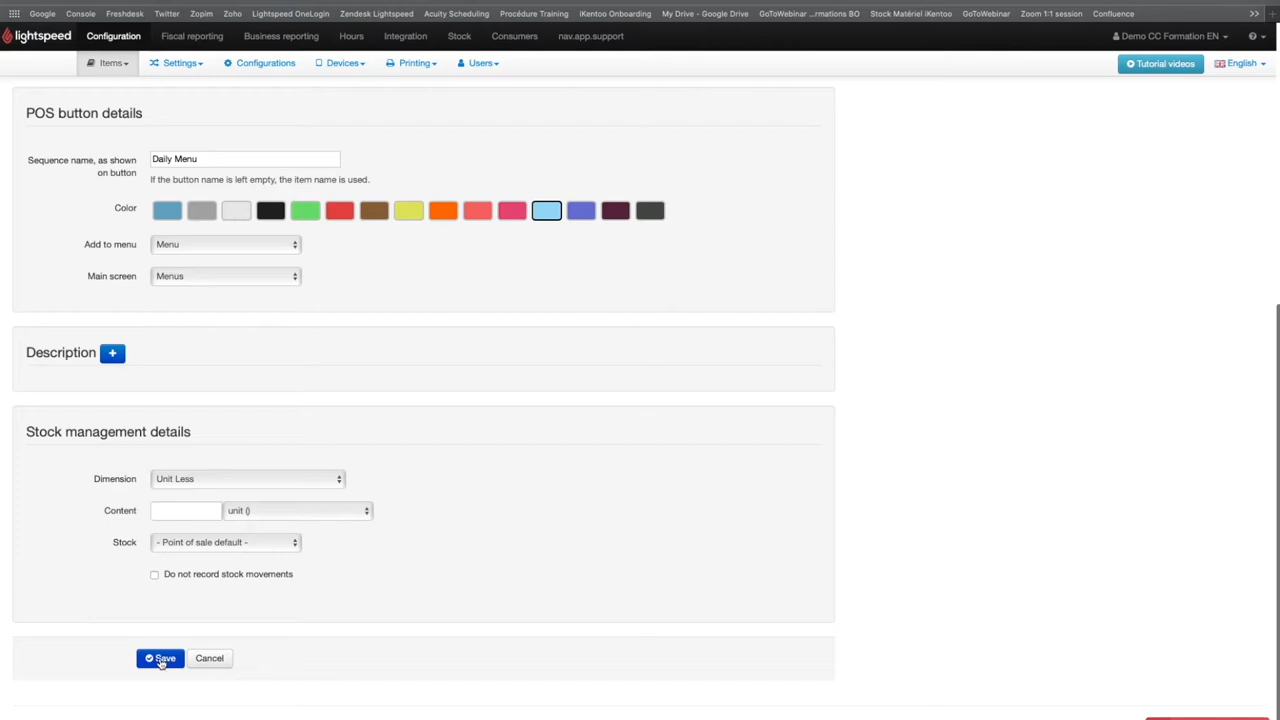 Google Console Freshdesk Twitter Zopim Zoho Lightspeed OneLogin Zendesk Lightspeed Acuity Scheduling Procédure Training iKentoo Onboarding My Drive - Google Drive GoToWebinar ...rmations BO Stock Matériel iKentoo GoToWebinar Zoom 1:1 session Confluence
lightspeed Configuration Fiscal reporting Business reporting Hours Integration Stock Consumers nav.app.support Demo CC Formation EN
Items Settings Configurations Devices Printing Users Tutorial videos English
POS button details
Sequence name, as shown on button
Daily Menu
If the button name is left empty, the item name is used.
Color
Add to menu Menu
Main screen Menus
Description +
Stock management details
Dimension Unit Less
Content unit ()
Stock - Point of sale default -
Do not record stock movements
Save Cancel